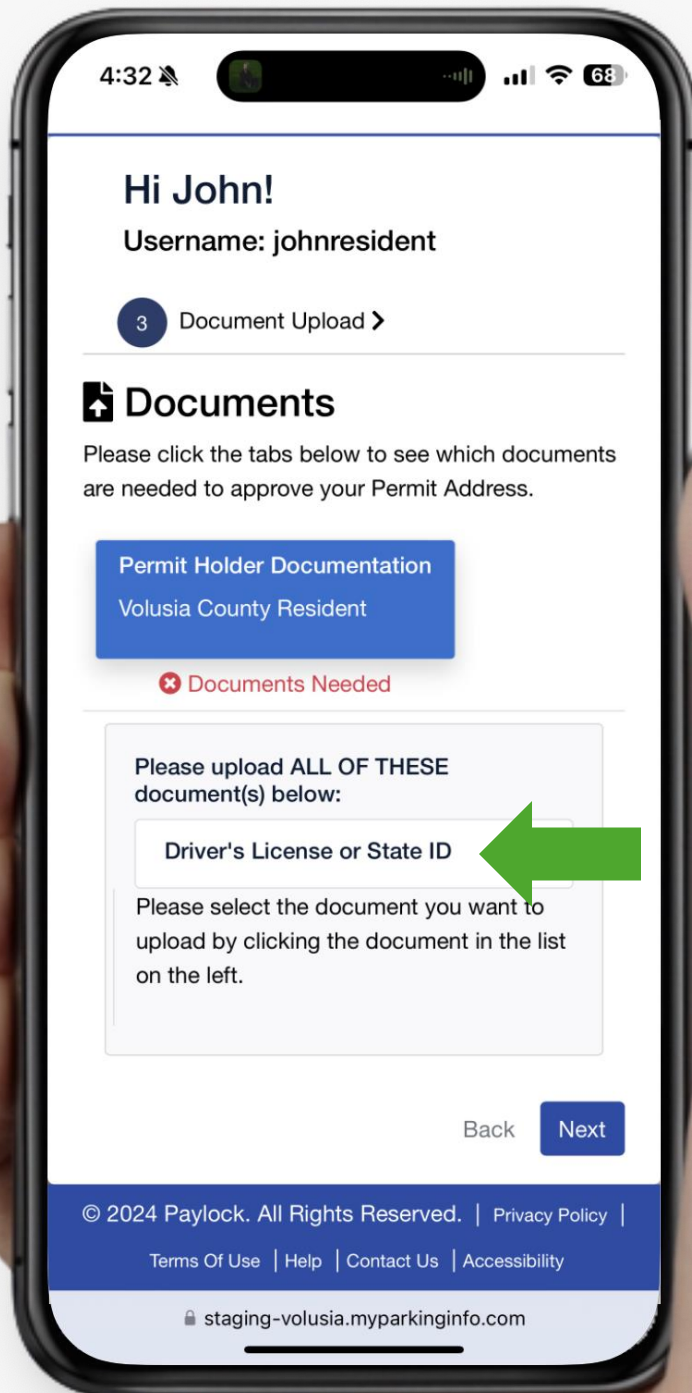 4:32
68
Hi John!
Username: johnresident
3 Document Upload
Documents
Please click the tabs below to see which documents
are needed to approve your Permit Address.
Permit Holder Documentation
Volusia County Resident
Documents Needed
Please upload ALL OF THESE
document(s) below:
Driver's License or State ID
Please select the document you want to
upload by clicking the document in the list
on the left.
Back Next
© 2024 Paylock. All Rights Reserved. | Privacy Policy |
Terms Of Use | Help | Contact Us | Accessibility
staging-volusia.myparkinginfo.com